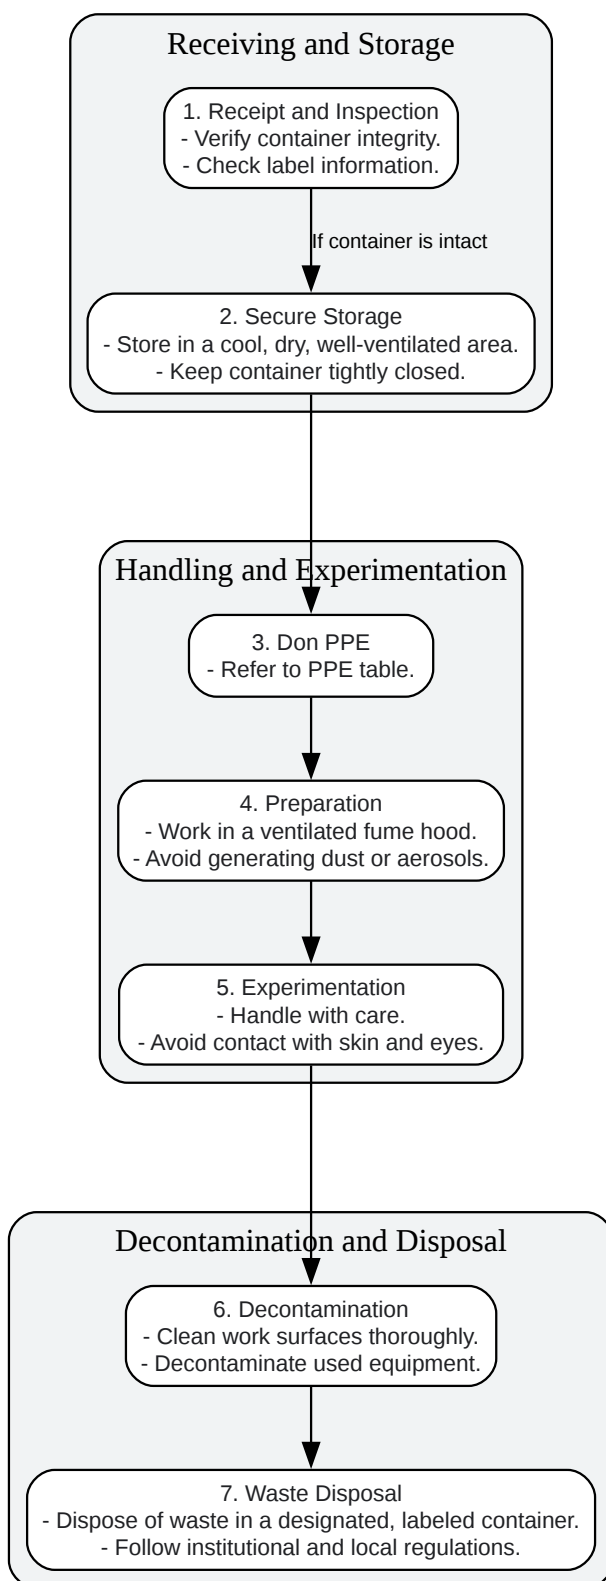 Receiving and Storage
1. Receipt and Inspection
- Verify container integrity.
- Check label information.
If container is intact
2. Secure Storage
- Store in a cool, dry, well-ventilated area.
- Keep container tightly closed.
Handling and Experimentation
3. Don PPE
- Refer to PPE table.
4. Preparation
- Work in a ventilated fume hood.
- Avoid generating dust or aerosols.
5. Experimentation
- Handle with care.
- Avoid contact with skin and eyes.
Decontamination and Disposal
6. Decontamination
- Clean work surfaces thoroughly.
- Decontaminate used equipment.
7. Waste Disposal
- Dispose of waste in a designated, labeled container.
- Follow institutional and local regulations.